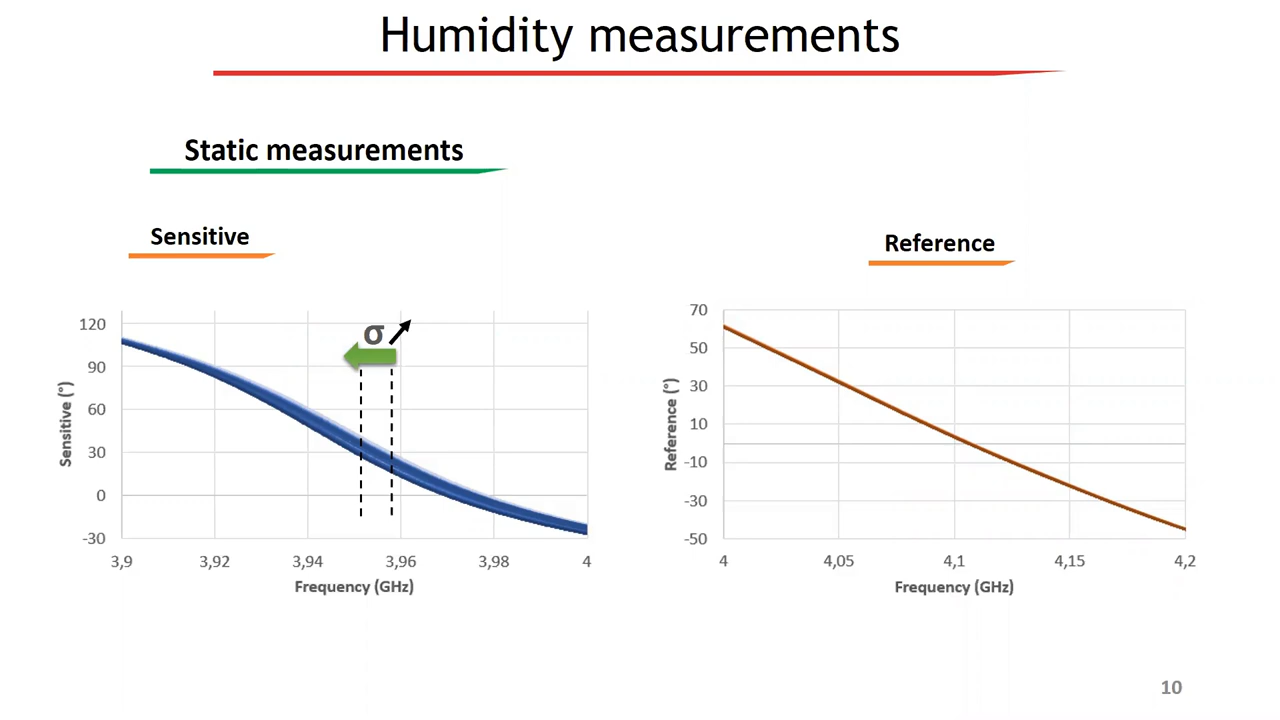 Humidity measurements
Static measurements
Sensitive
Reference
σ
120
90
60
30
0
-30
Sensitive (°)
3,9 3,92 3,94 3,96 3,98 4
Frequency (GHz)
70
50
30
10
-10
-30
-50
Reference (°)
4 4,05 4,1 4,15 4,2
Frequency (GHz)
10